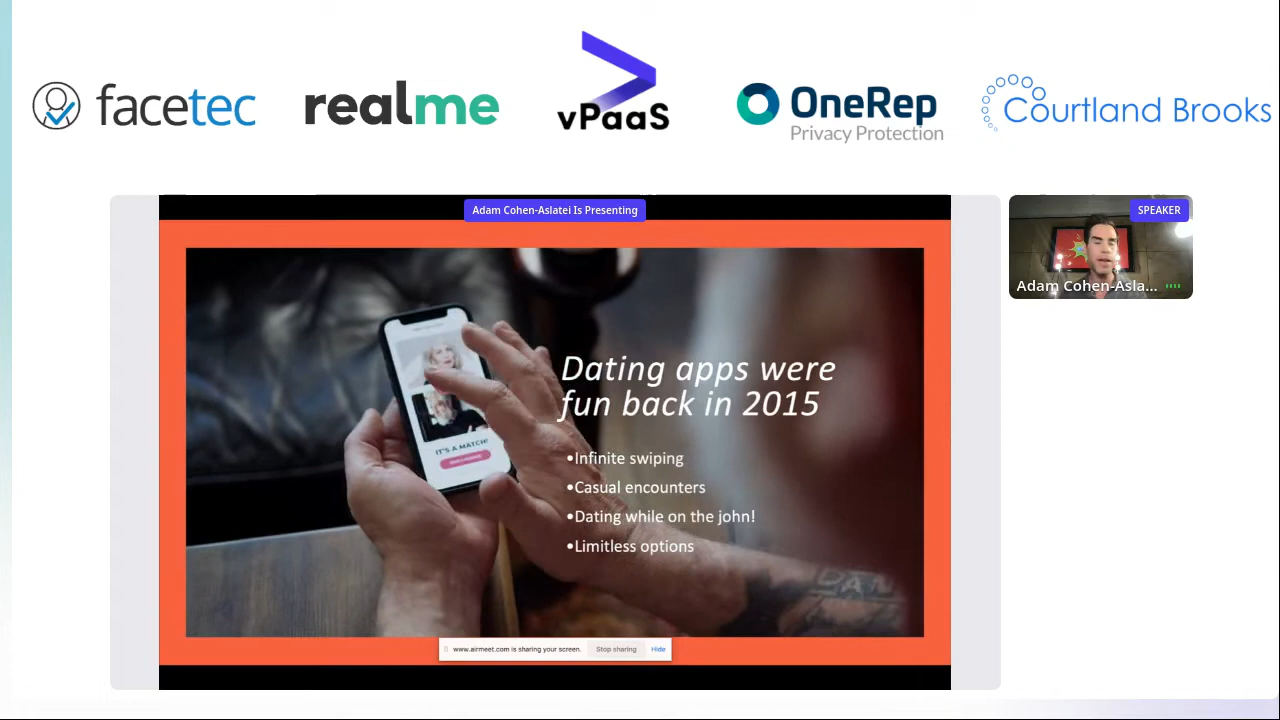 facetec
realme
vPaaS
OneRep
Privacy Protection
Courtland Brooks
Adam Cohen-Aslatei Is Presenting
SPEAKER
Adam Cohen-Asla...
Dating apps were
fun back in 2015
IT'S A MATCH!
•Infinite swiping
•Casual encounters
•Dating while on the john!
•Limitless options
www.airmeet.com is sharing your screen.
Stop sharing
Hide